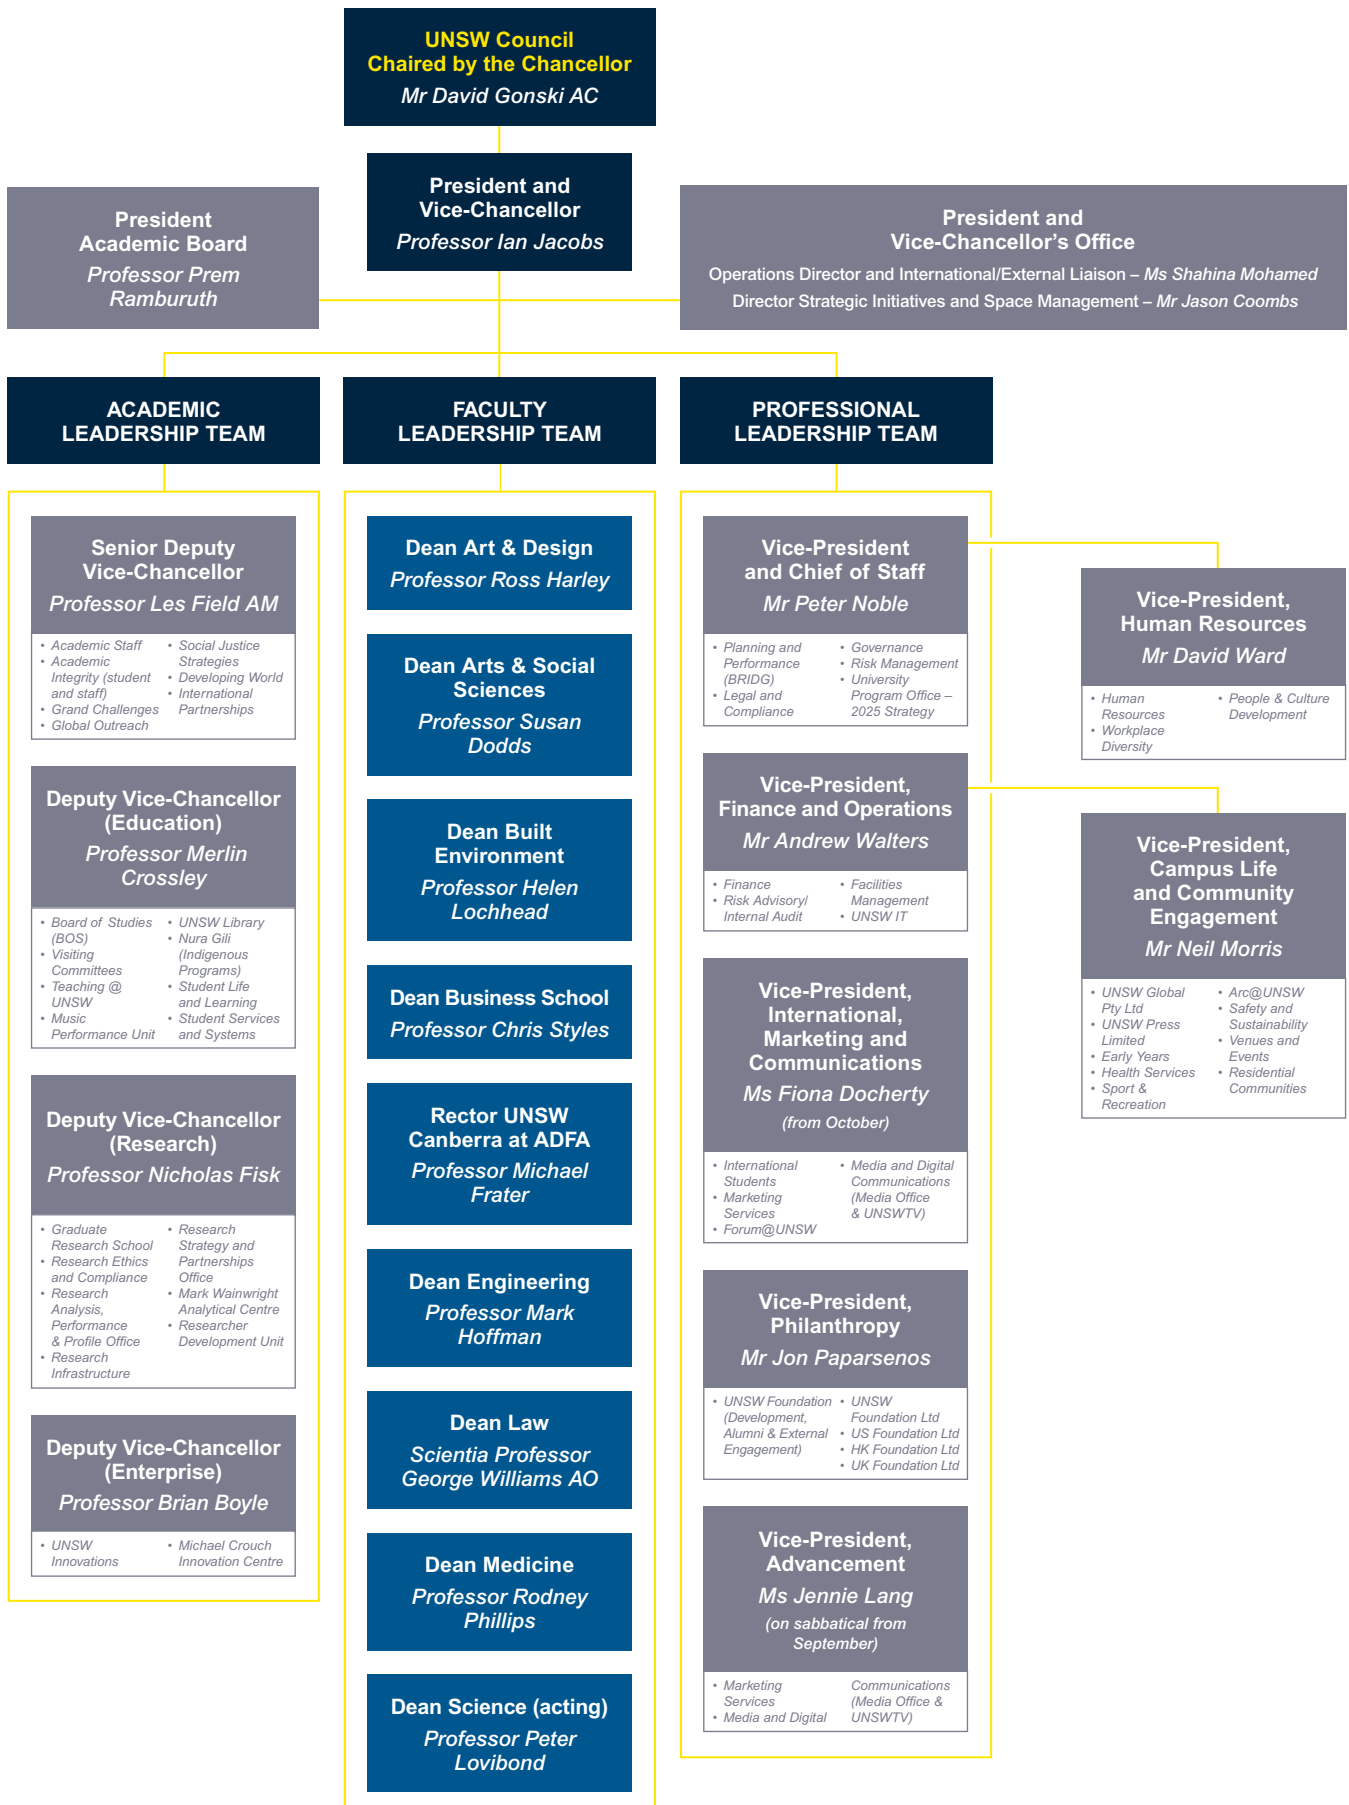 UNSW Council
Chaired by the Chancellor
Mr David Gonski AC
President and
Vice-Chancellor
Professor Ian Jacobs
President
Academic Board
Professor Prem
Ramburuth
President and
Vice-Chancellor’s Office
Operations Director and International/External Liaison – Ms Shahina Mohamed
Director Strategic Initiatives and Space Management – Mr Jason Coombs
ACADEMIC
LEADERSHIP TEAM
Senior Deputy
Vice-Chancellor
Professor Les Field AM
• Academic Staff
• Academic
Integrity (student
and staff)
• Grand Challenges
• Global Outreach
• Social Justice
Strategies
• Developing World
• International
Partnerships
Deputy Vice-Chancellor
(Education)
Professor Merlin
Crossley
• Board of Studies
(BOS)
• Visiting
Committees
• Teaching @
UNSW
• Music
Performance Unit
• UNSW Library
• Nura Gili
(Indigenous
Programs)
• Student Life
and Learning
• Student Services
and Systems
Deputy Vice-Chancellor
(Research)
Professor Nicholas Fisk
• Graduate
Research School
• Research Ethics
and Compliance
• Research
Analysis,
Performance
& Profile Office
• Research
Infrastructure
• Research
Strategy and
Partnerships
Office
• Mark Wainwright
Analytical Centre
• Researcher
Development Unit
Deputy Vice-Chancellor
(Enterprise)
Professor Brian Boyle
• UNSW
Innovations
• Michael Crouch
Innovation Centre
FACULTY
LEADERSHIP TEAM
Dean Art & Design
Professor Ross Harley
Dean Arts & Social
Sciences
Professor Susan
Dodds
Dean Built
Environment
Professor Helen
Lochhead
Dean Business School
Professor Chris Styles
Rector UNSW
Canberra at ADFA
Professor Michael
Frater
Dean Engineering
Professor Mark
Hoffman
Dean Law
Scientia Professor
George Williams AO
Dean Medicine
Professor Rodney
Phillips
Dean Science (acting)
Professor Peter
Lovibond
PROFESSIONAL
LEADERSHIP TEAM
Vice-President
and Chief of Staff
Mr Peter Noble
• Planning and
Performance
(BRIDG)
• Legal and
Compliance
• Governance
• Risk Management
• University
Program Office –
2025 Strategy
Vice-President,
Finance and Operations
Mr Andrew Walters
• Finance
• Risk Advisory/
Internal Audit
• Facilities
Management
• UNSW IT
Vice-President,
International,
Marketing and
Communications
Ms Fiona Docherty
(from October)
• International
Students
• Marketing
Services
• Forum@UNSW
• Media and Digital
Communications
(Media Office
& UNSWTV)
Vice-President,
Philanthropy
Mr Jon Paparsenos
• UNSW Foundation
(Development,
Alumni & External
Engagement)
• UNSW
Foundation Ltd
• US Foundation Ltd
• HK Foundation Ltd
• UK Foundation Ltd
Vice-President,
Advancement
Ms Jennie Lang
(on sabbatical from
September)
• Marketing
Services
• Media and Digital
Communications
(Media Office &
UNSWTV)
Vice-President,
Human Resources
Mr David Ward
• Human
Resources
• Workplace
Diversity
• People & Culture
Development
Vice-President,
Campus Life
and Community
Engagement
Mr Neil Morris
• UNSW Global
Pty Ltd
• UNSW Press
Limited
• Early Years
• Health Services
• Sport &
Recreation
• Arc@UNSW
• Safety and
Sustainability
• Venues and
Events
• Residential
Communities